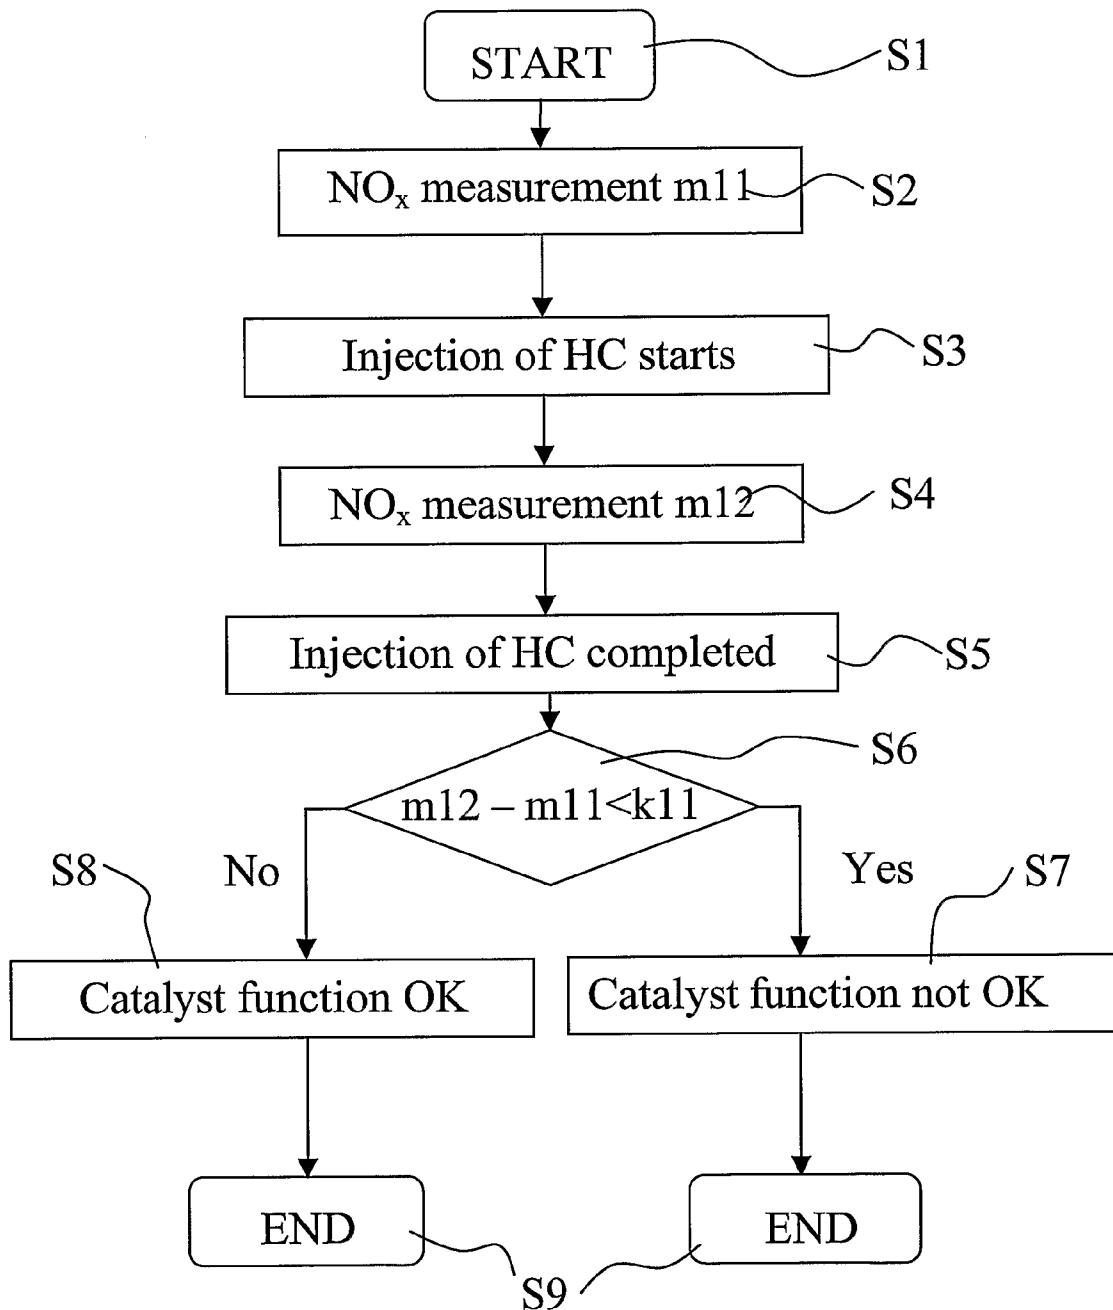 START
S1
NOx measurement m11
S2
Injection of HC starts
S3
NOx measurement m12
S4
Injection of HC completed
S5
S6
m12 – m11<k11
S8
No
Yes
S7
Catalyst function OK
Catalyst function not OK
END
END
S9